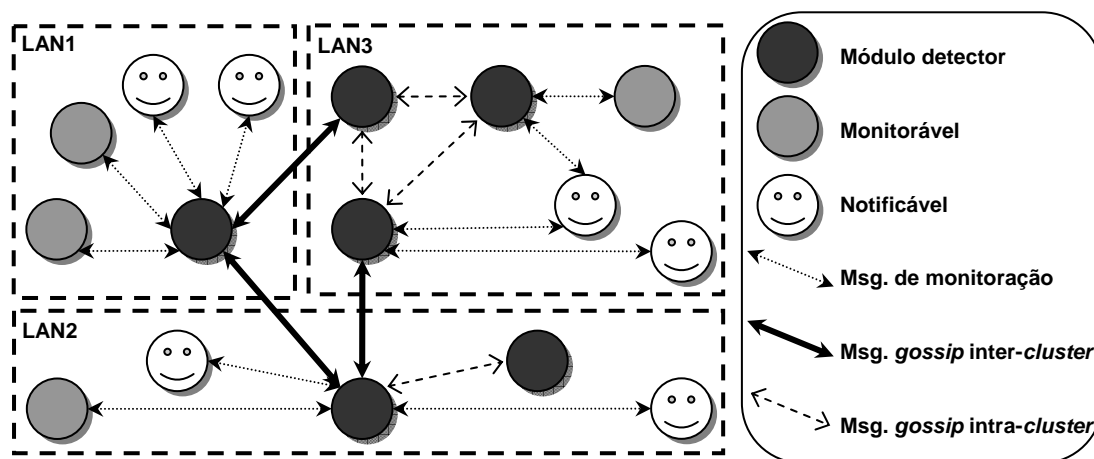 LAN1
LAN3
LAN2
Módulo detector
Monitorável
Notificável
Msg. de monitoração
Msg. gossip inter-cluster
Msg. gossip intra-cluster